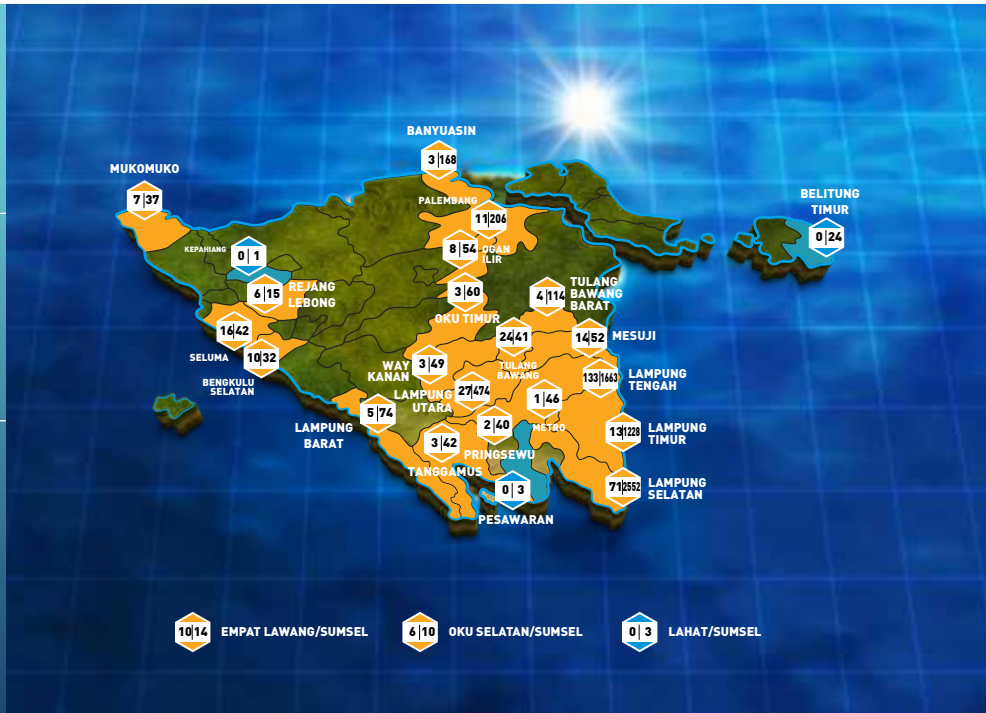 BANYUASIN
3|168
MUKOMUKO
7|37
PALEMBANG
11|206
BELITUNG
TIMUR
0|24
KEPAHIANG
0|1
8|54
OGAN
ILIR
6|15
REJANG
LEBONG
3|60
OKU TIMUR
4|114
TULANG
BAWANG
BARAT
16|42
SELUMA
10|32
BENGKULU
SELATAN
24|41
TULANG
BAWANG
14|52
MESUJI
WAY
KANAN
3|49
133|1663
LAMPUNG
TENGAH
LAMPUNG
UTARA
27|474
1|46
METRO
5|74
LAMPUNG
BARAT
2|40
PRINGSEWU
13|1228
LAMPUNG
TIMUR
3|42
TANGGAMUS
0|3
PESAWARAN
71|2552
LAMPUNG
SELATAN
10|14 EMPAT LAWANG/SUMSEL
6|10 OKU SELATAN/SUMSEL
0|3 LAHAT/SUMSEL